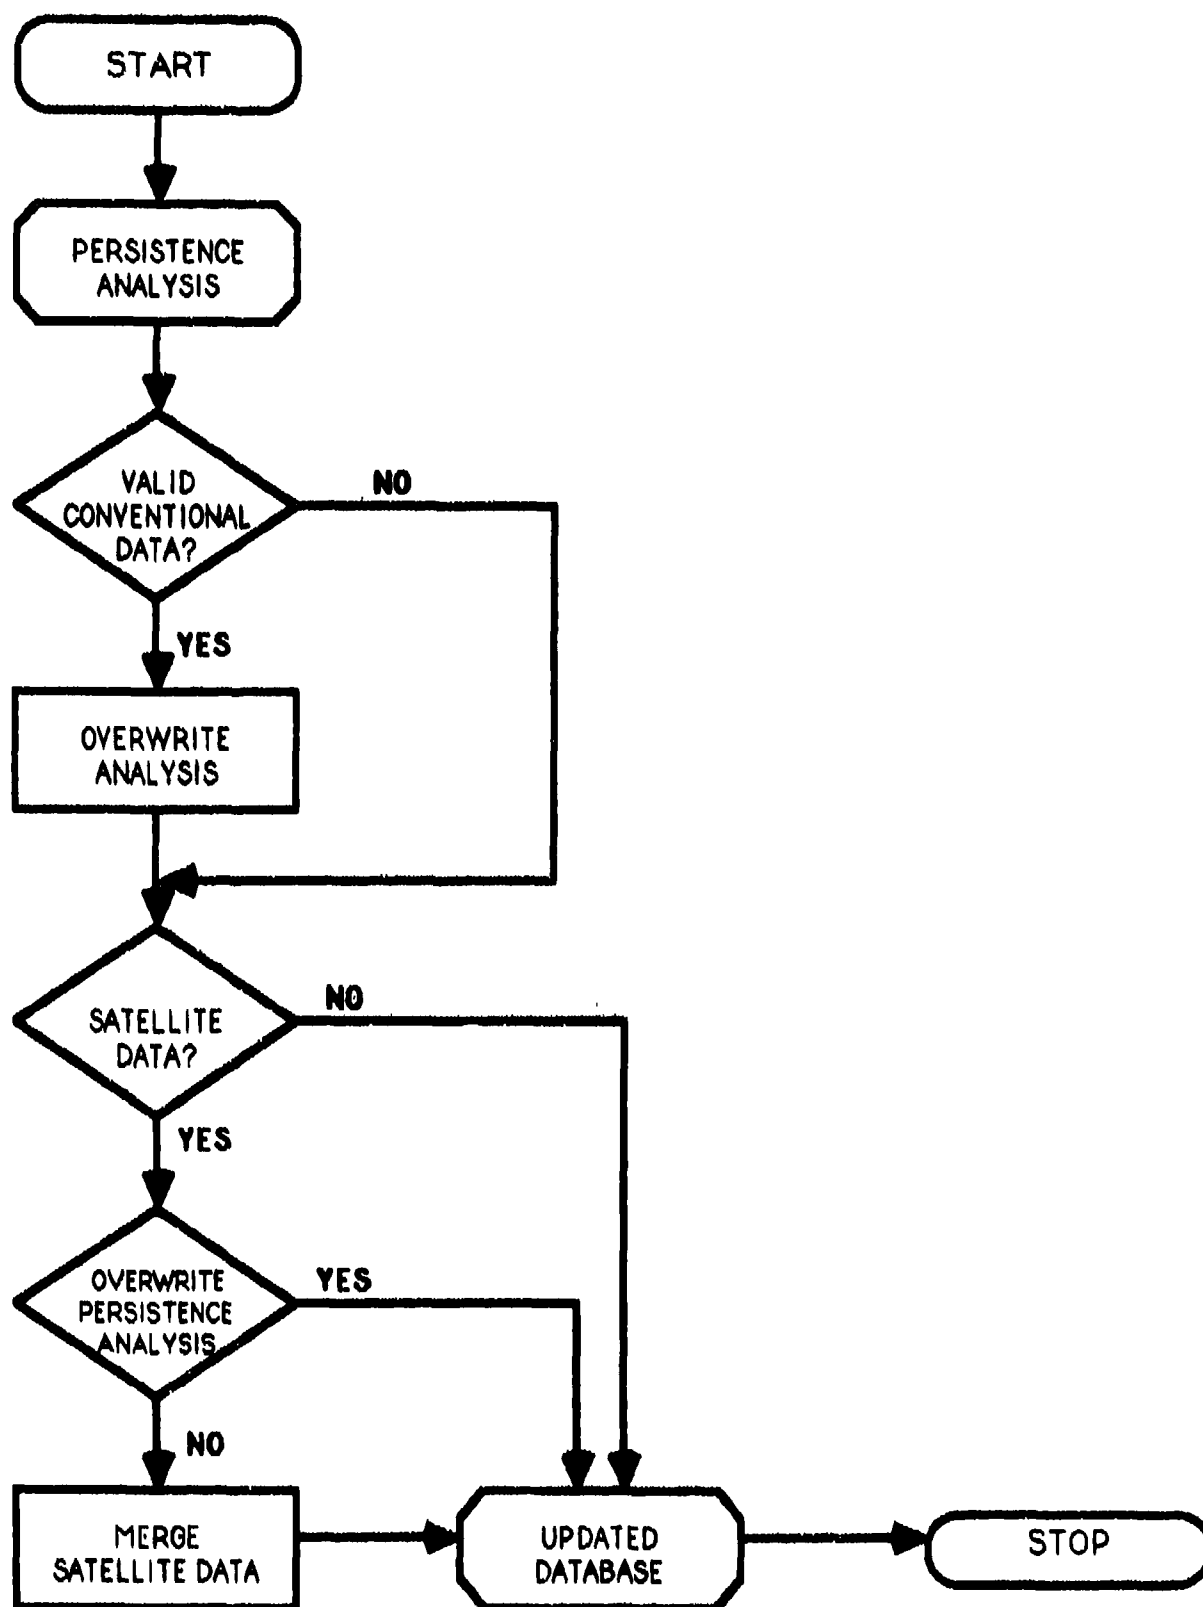 START
PERSISTENCE
ANALYSIS
VALID
CONVENTIONAL
DATA?
NO
YES
OVERWRITE
ANALYSIS
SATELLITE
DATA?
NO
YES
OVERWRITE
PERSISTENCE
ANALYSIS
YES
NO
MERGE
SATELLITE DATA
UPDATED
DATABASE
STOP